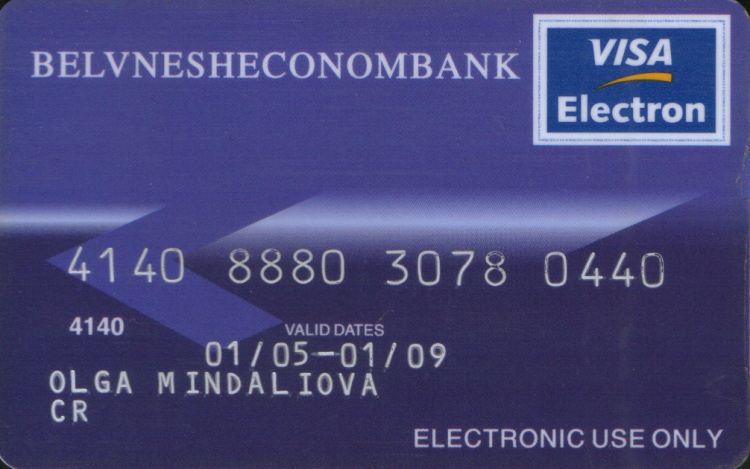 BELVNESHECONOMBANK
VISA
Electron
4140 8880 3078 0440
4140
VALID DATES
01/05-01/09
OLGA MINDALIOVA
CR
ELECTRONIC USE ONLY